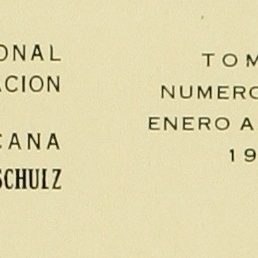 ONAL
ACION
CANA
SCHULZ
TOM
NUMERO
ENERO A
19